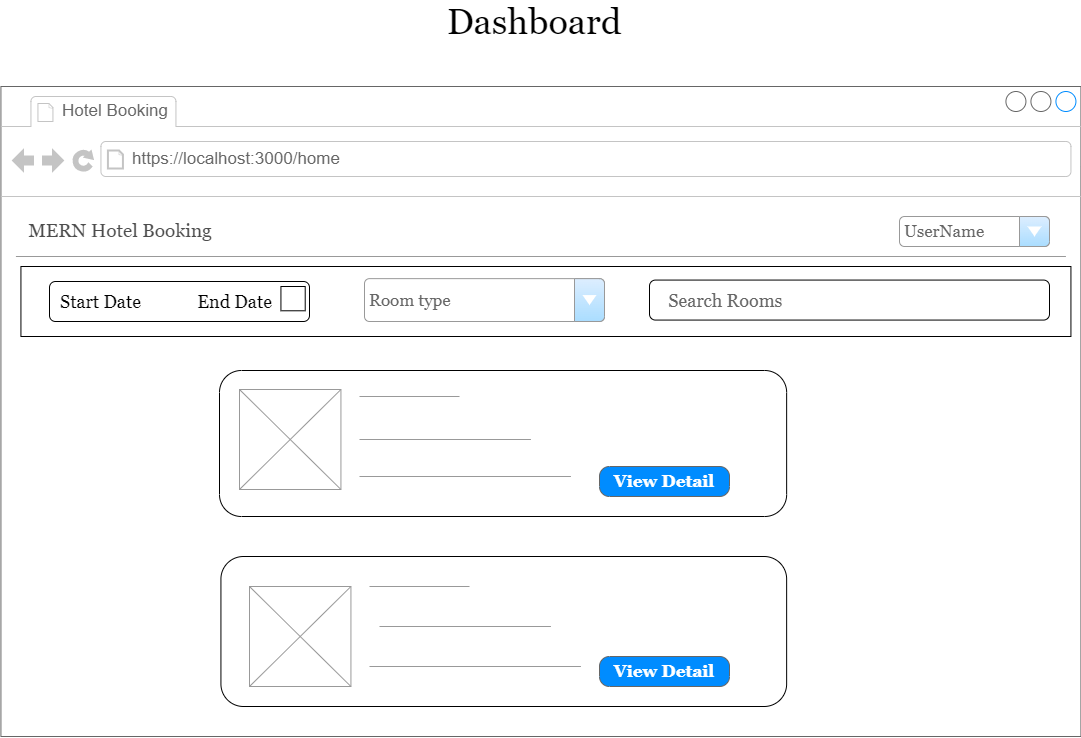 Dashboard
Hotel Booking
https://localhost:3000/home
MERN Hotel Booking
UserName
Start Date End Date
Room type
Search Rooms
View Detail
View Detail